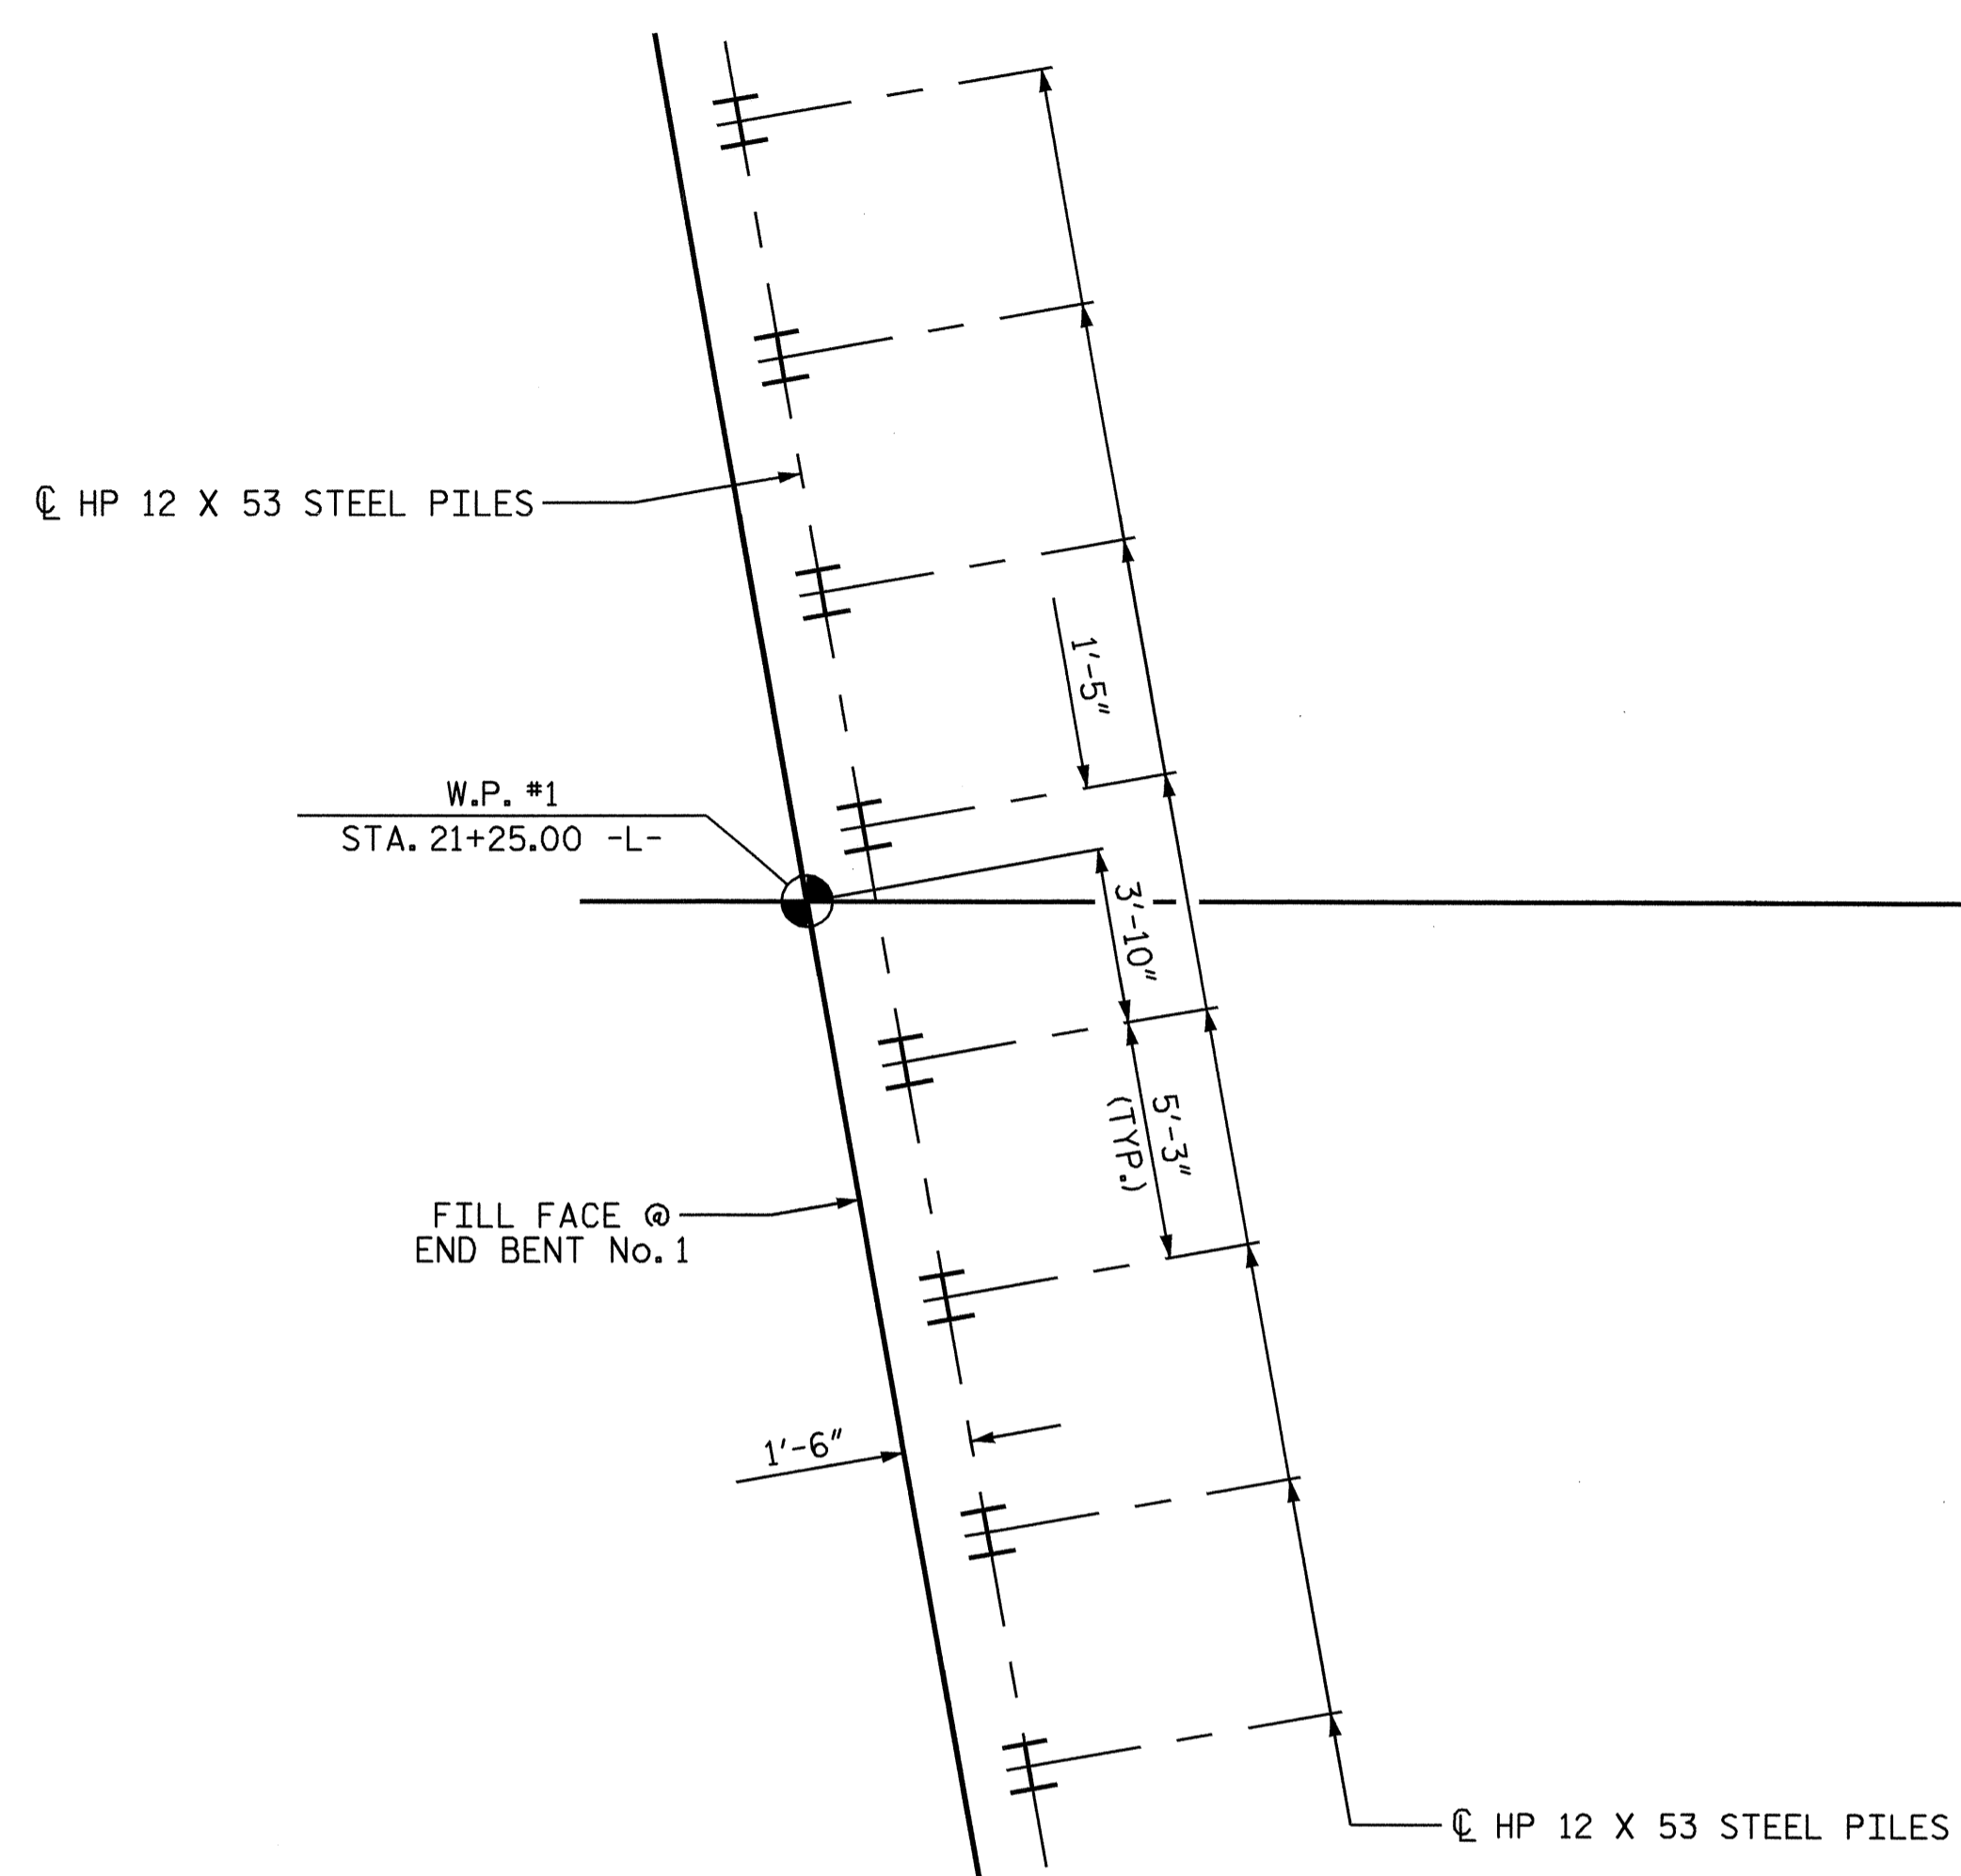 ℄ HP 12 X 53 STEEL PILES
1'-5"
W.P. #1
STA. 21+25.00 -L-
3'-10"
5'-3"
(TYP.)
FILL FACE @
END BENT No. 1
1'-6"
℄ HP 12 X 53 STEEL PILES